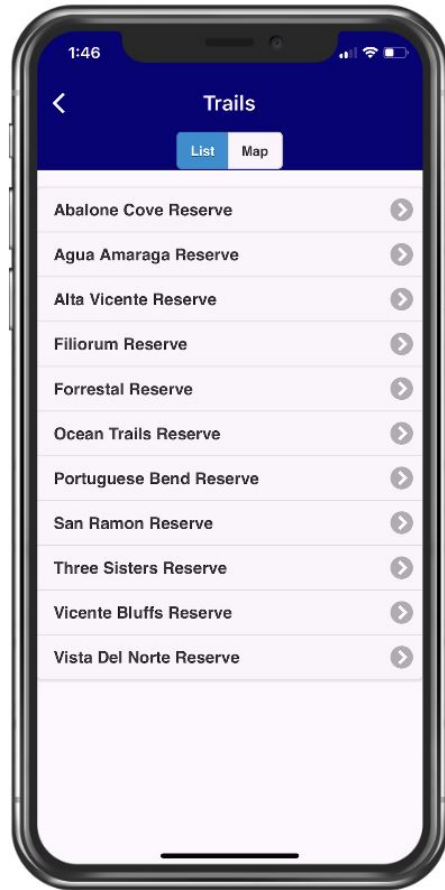 1:46
Trails
List Map
Abalone Cove Reserve
Agua Amaraga Reserve
Alta Vicente Reserve
Filiorum Reserve
Forrestal Reserve
Ocean Trails Reserve
Portuguese Bend Reserve
San Ramon Reserve
Three Sisters Reserve
Vicente Bluffs Reserve
Vista Del Norte Reserve